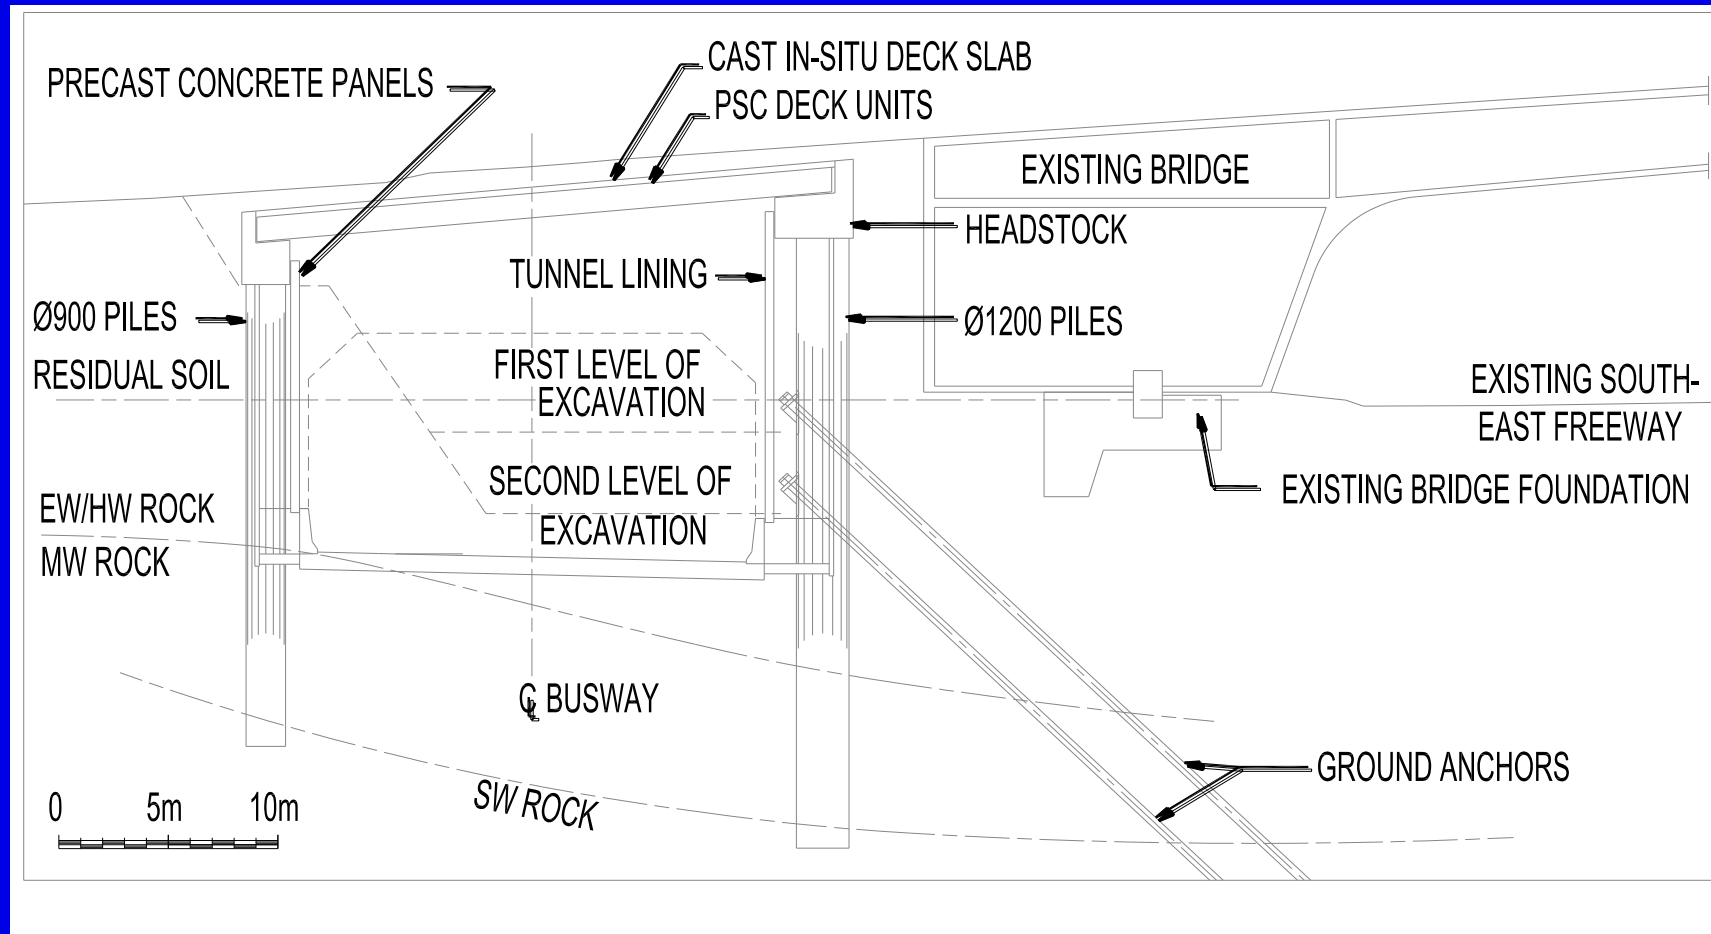 CAST IN-SITU DECK SLAB
PRECAST CONCRETE PANELS
PSC DECK UNITS
EXISTING BRIDGE
HEADSTOCK
TUNNEL LINING
Ø900 PILES
Ø1200 PILES
RESIDUAL SOIL
FIRST LEVEL OF
EXCAVATION
EXISTING SOUTH-
EAST FREEWAY
SECOND LEVEL OF
EXCAVATION
EXISTING BRIDGE FOUNDATION
EW/HW ROCK
MW ROCK
℄ BUSWAY
GROUND ANCHORS
SW ROCK
0 5m 10m